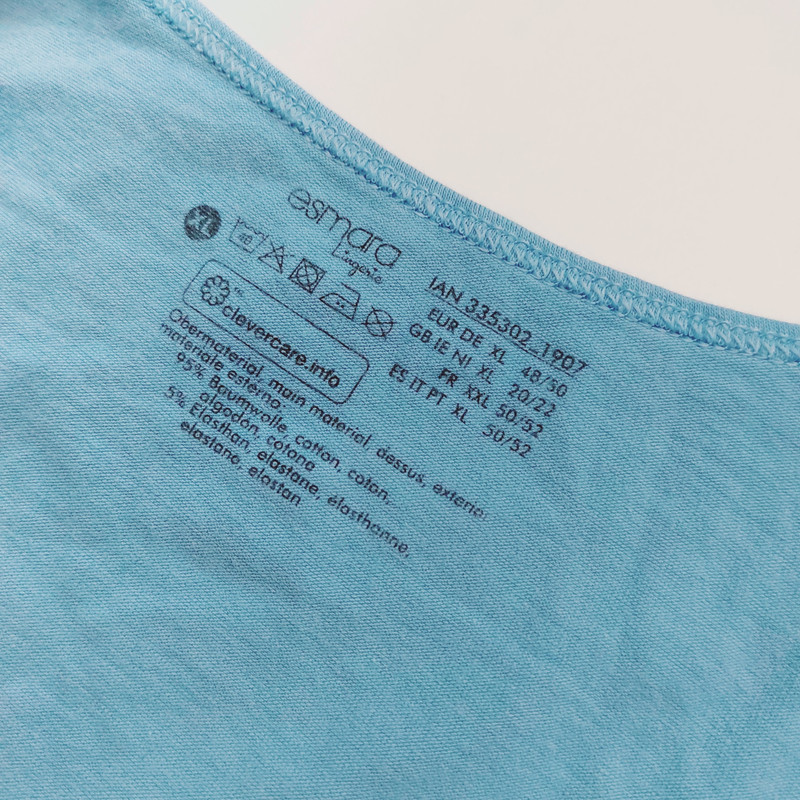 esmara
Lingerie
XL
40
clevercare.info
Obermaterial, main material, dessus, exterior,
materiale esterno:
95% Baumwolle, cotton, coton,
algodón, cotone
5% Elasthan, elastane, élasthanne,
elastano, elastan
IAN 335302_1907
EUR DE XL 48/50
GB IE NI XL 20/22
FR XXL 50/52
ES IT PT XL 50/52